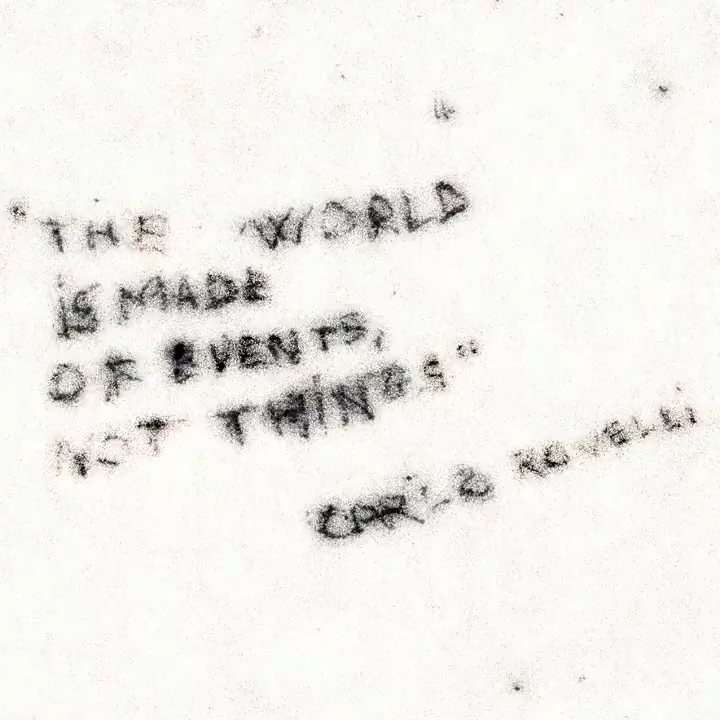 "THE WORLD
iS MADE
OF EVENTS,
NOT THiNGS"
CARLO ROVELLi